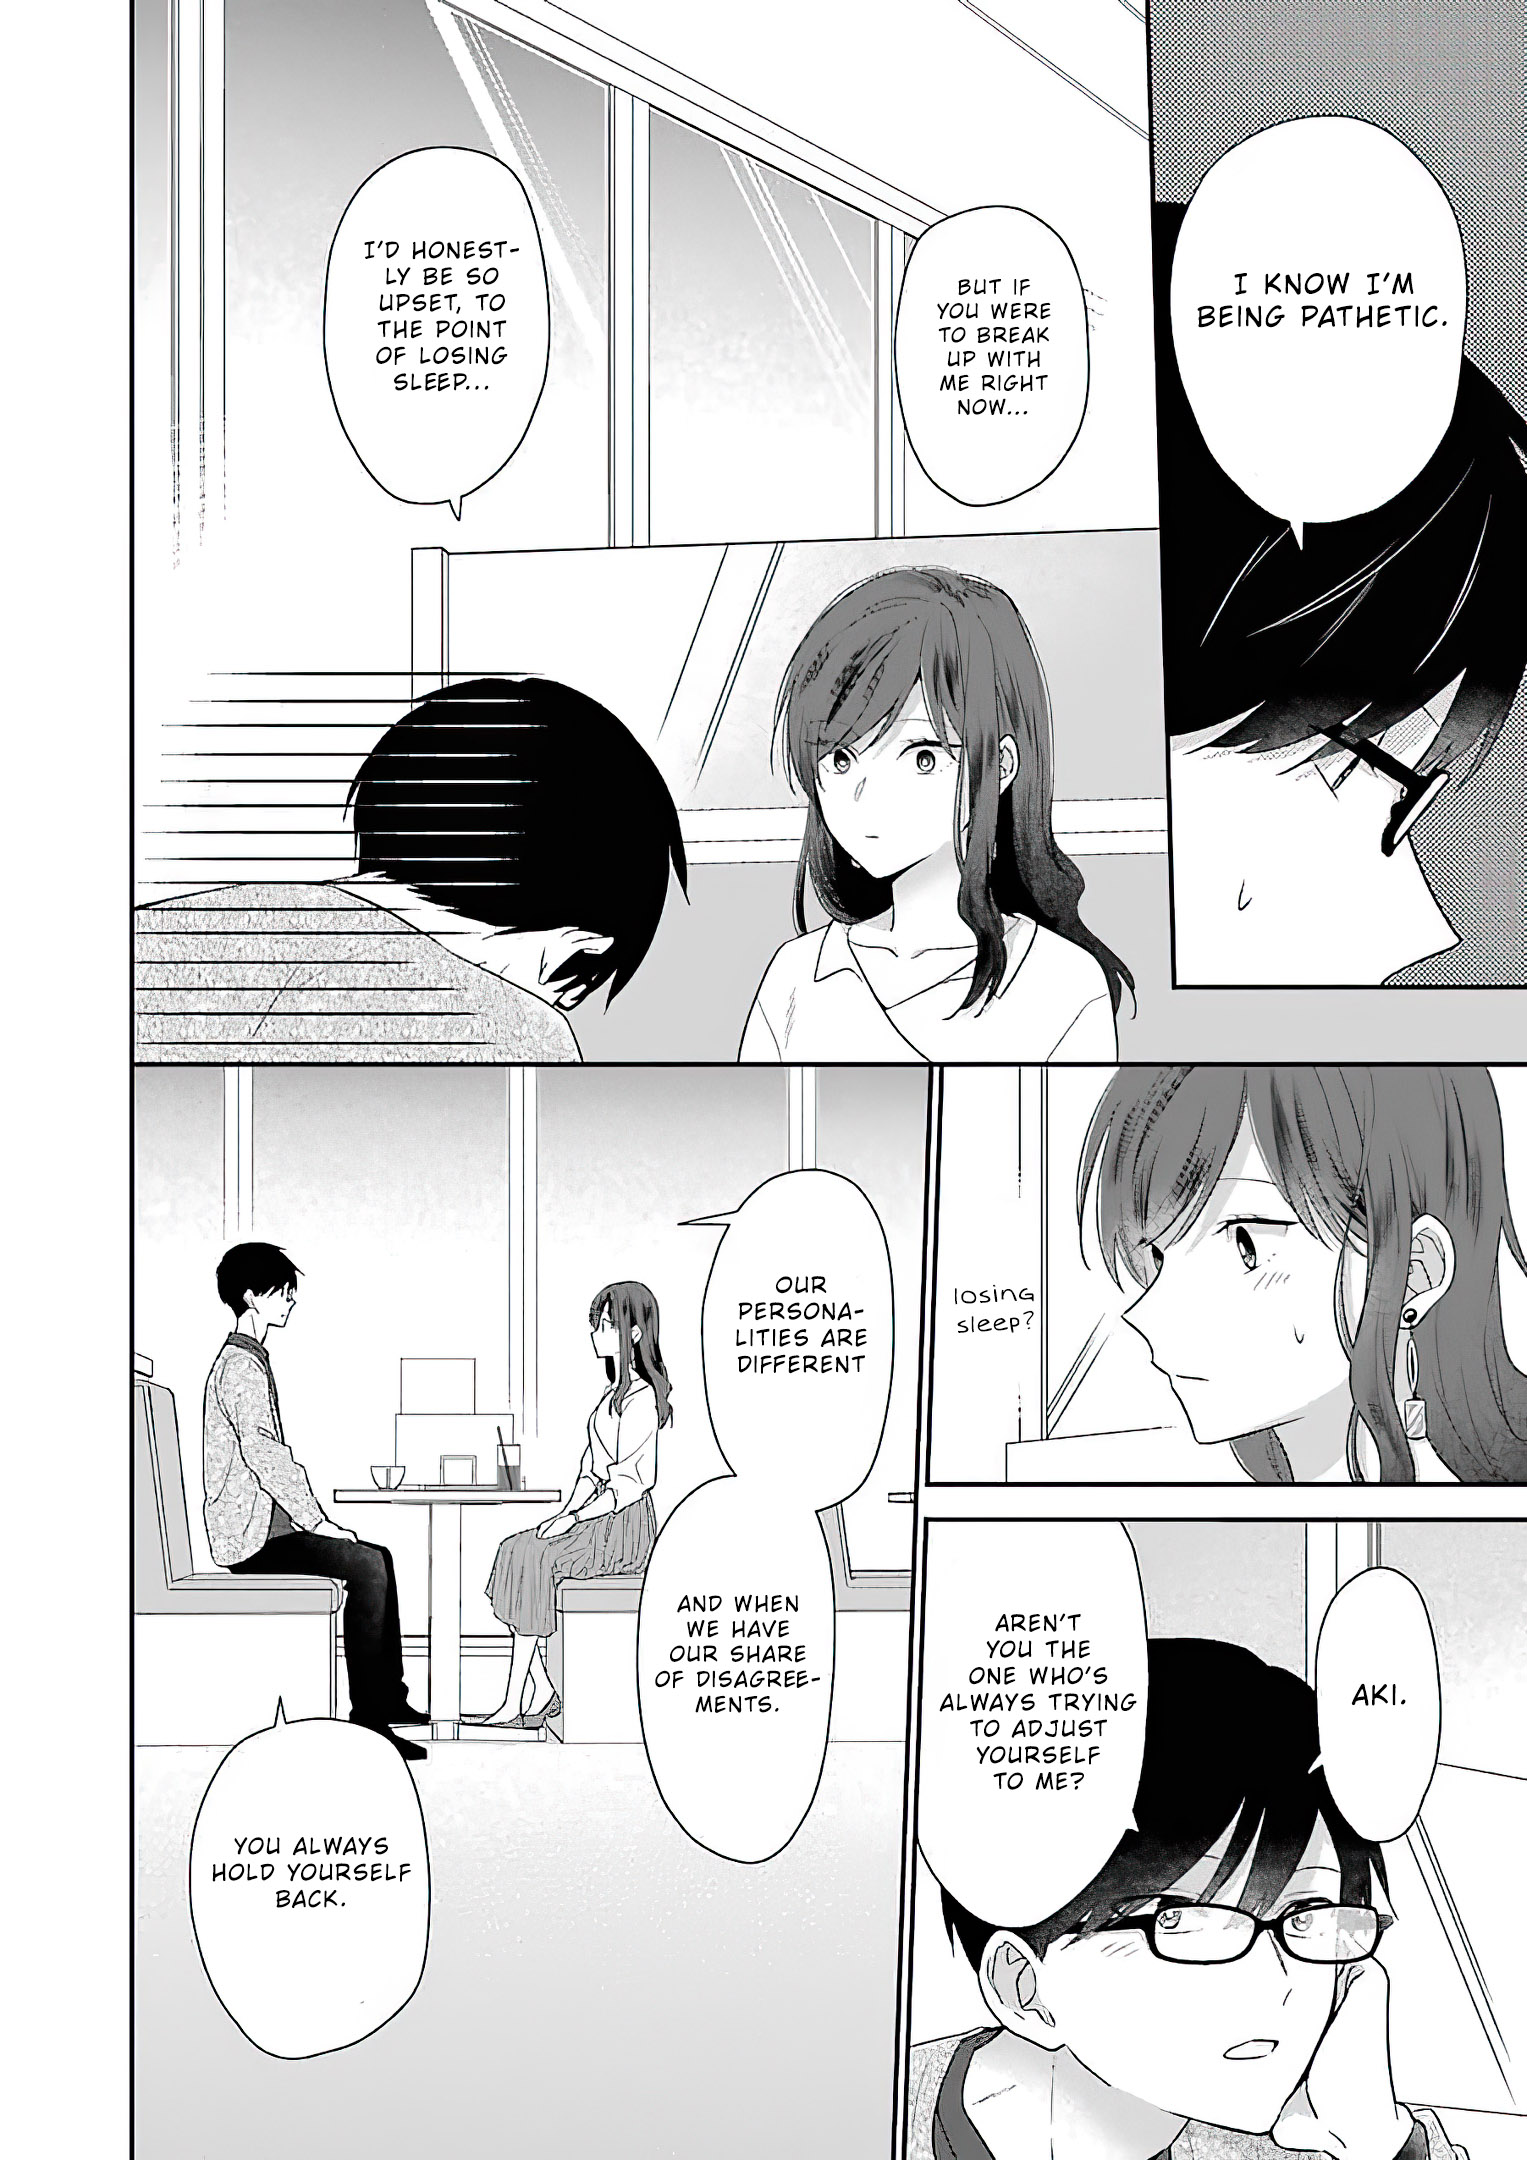 I KNOW I'M
BEING PATHETIC.
BUT IF
YOU WERE
TO BREAK
UP WITH
ME RIGHT
NOW...
I'D HONEST-
LY BE SO
UPSET, TO
THE POINT
OF LOSING
SLEEP...
losing
sleep?
AKI.
AREN'T
YOU THE
ONE WHO'S
ALWAYS TRYING
TO ADJUST
YOURSELF
TO ME?
OUR
PERSONA-
LITIES ARE
DIFFERENT
AND WHEN
WE HAVE
OUR SHARE
OF DISAGREE-
MENTS.
YOU ALWAYS
HOLD YOURSELF
BACK.